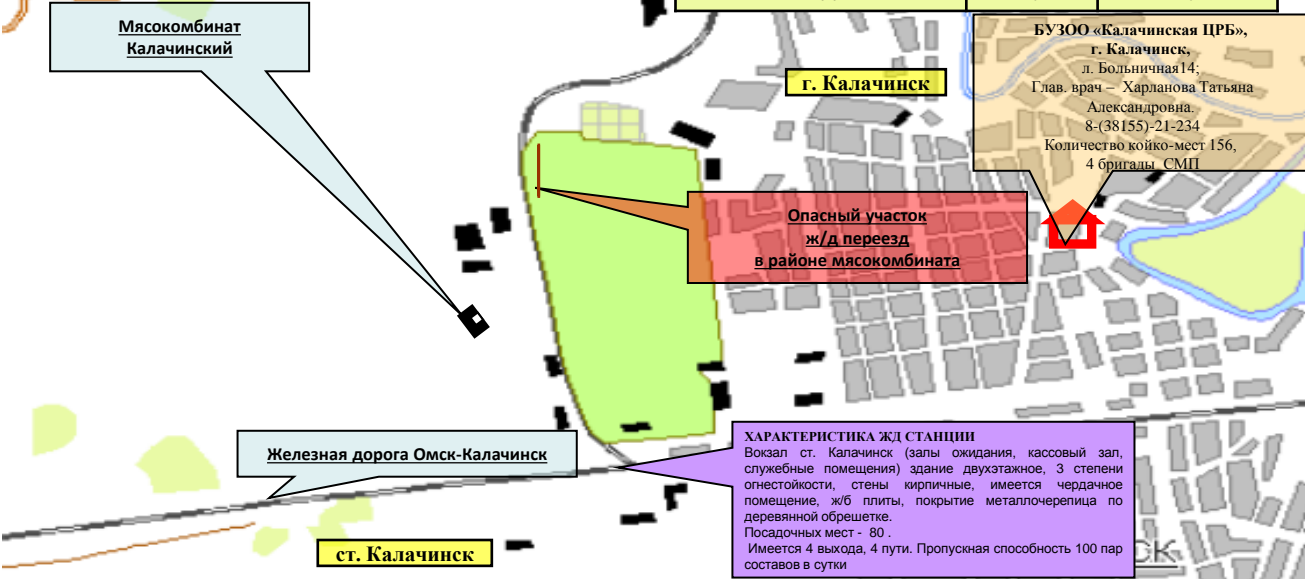 Мясокомбинат
Калачинский
г. Калачинск
БУЗОО «Калачинская ЦРБ»,
г. Калачинск,
л. Больничная14;
Глав. врач – Харланова Татьяна
Александровна.
8-(38155)-21-234
Количество койко-мест 156,
4 бригады СМП
Опасный участок
ж/д переезд
в районе мясокомбината
Железная дорога Омск-Калачинск
ХАРАКТЕРИСТИКА ЖД СТАНЦИИ
Вокзал ст. Калачинск (залы ожидания, кассовый зал,
служебные помещения) здание двухэтажное, 3 степени
огнестойкости, стены кирпичные, имеется чердачное
помещение, ж/б плиты, покрытие металлочерепица по
деревянной обрешетке.
Посадочных мест - 80 .
Имеется 4 выхода, 4 пути. Пропускная способность 100 пар
составов в сутки
ст. Калачинск